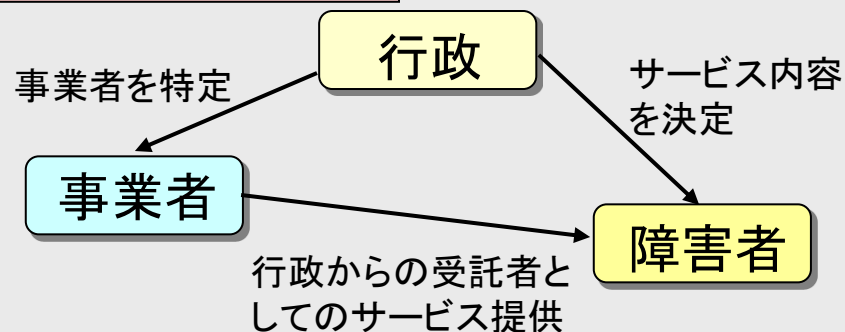 行政
事業者を特定
サービス内容
を決定
事業者
障害者
行政からの受託者と
してのサービス提供